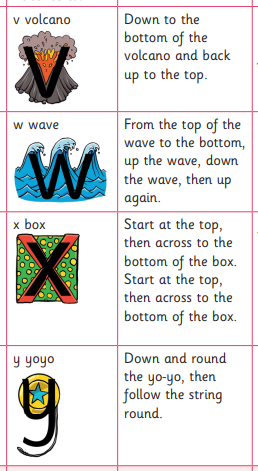 v volcano
Down to the
bottom of the
volcano and back
up to the top.
v
w wave
From the top of the
wave to the bottom,
up the wave, down
the wave, then up
again.
w
x box
Start at the top,
then across to the
bottom of the box.
Start at the top,
then across to the
bottom of the box.
x
y yoyo
Down and round
the yo-yo, then
follow the string
round.
y